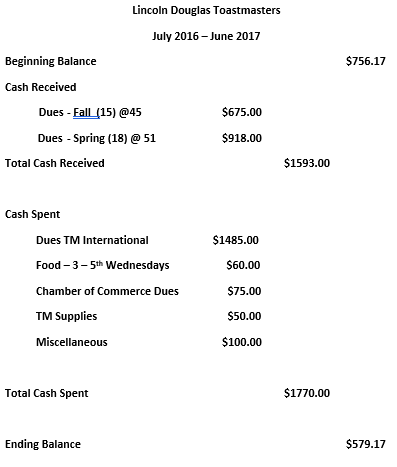 Lincoln Douglas Toastmasters
July 2016 – June 2017
Beginning Balance $756.17
Cash Received
Dues - Fall (15) @45 $675.00
Dues - Spring (18) @ 51 $918.00
Total Cash Received $1593.00
Cash Spent
Dues TM International $1485.00
Food – 3 – 5th Wednesdays $60.00
Chamber of Commerce Dues $75.00
TM Supplies $50.00
Miscellaneous $100.00
Total Cash Spent $1770.00
Ending Balance $579.17